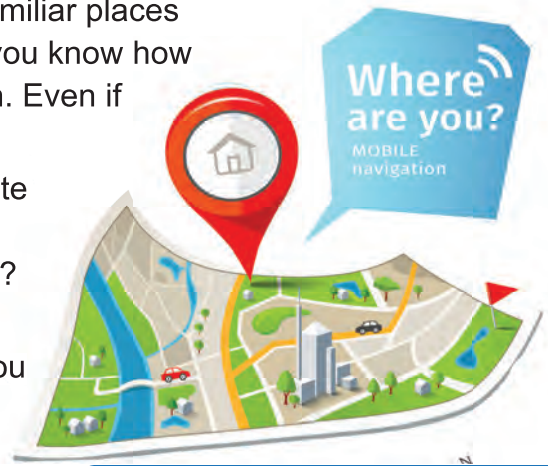 miliar places
you know how
. Even if
te
?
ou
Where
are you?
MOBILE
navigation
N